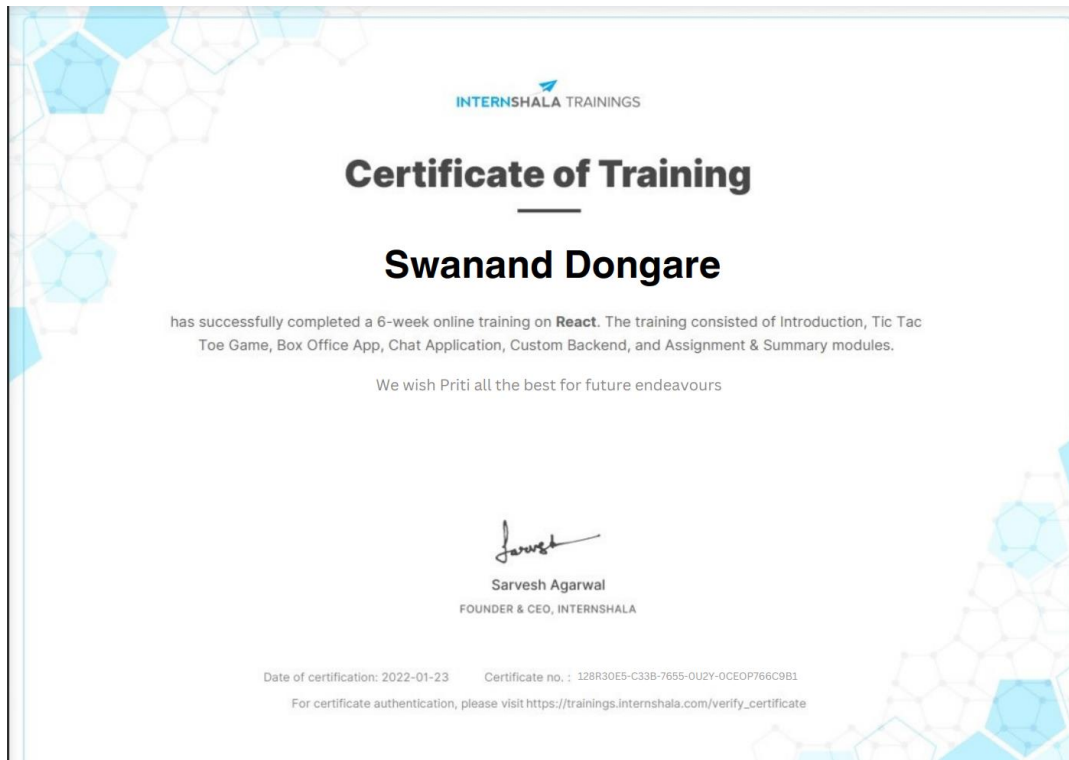 INTERNSHALA TRAININGS
Certificate of Training
Swanand Dongare
has successfully completed a 6-week online training on React. The training consisted of Introduction, Tic Tac
Toe Game, Box Office App, Chat Application, Custom Backend, and Assignment & Summary modules.
We wish Priti all the best for future endeavours
Sarvesh
Sarvesh Agarwal
FOUNDER & CEO, INTERNSHALA
Date of certification: 2022-01-23 Certificate no. : 128R30E5-C33B-7655-0U2Y-0CEOP766C9B1
For certificate authentication, please visit https://trainings.internshala.com/verify_certificate